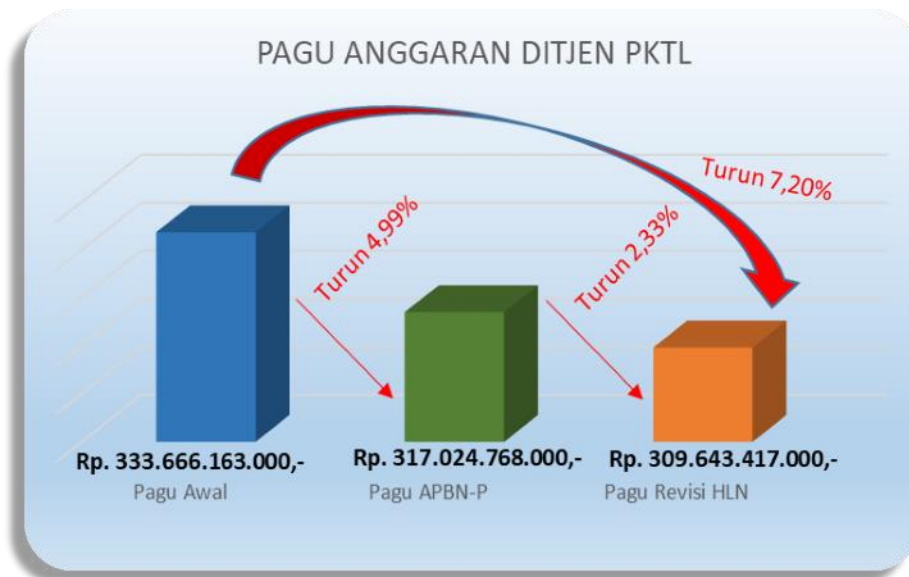 PAGU ANGGARAN DITJEN PKTL
Turun 7,20%
Turun 4,99%
Turun 2,33%
Rp. 333.666.163.000,-
Rp. 317.024.768.000,-
Rp. 309.643.417.000,-
Pagu Awal
Pagu APBN-P
Pagu Revisi HLN